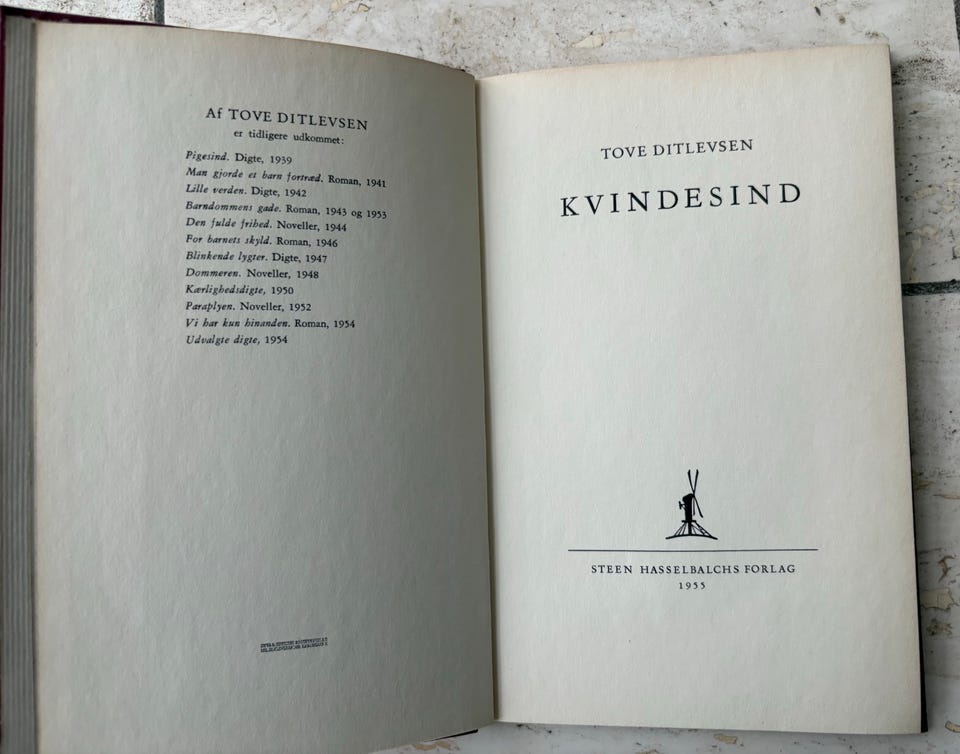 Af TOVE DITLEVSEN
er tidligere udkommet:
Pigesind. Digte, 1939
Man gjorde et barn fortræd. Roman, 1941
Lille verden. Digte, 1942
Barndommens gade. Roman, 1943 og 1953
Den fulde frihed. Noveller, 1944
For barnets skyld. Roman, 1946
Blinkende lygter. Digte, 1947
Dommeren. Noveller, 1948
Kærlighedsdigte, 1950
Paraplyen. Noveller, 1952
Vi har kun hinanden. Roman, 1954
Udvalgte digte, 1954
TOVE DITLEVSEN
KVINDESIND
STEEN HASSELBALCHS FORLAG
1955